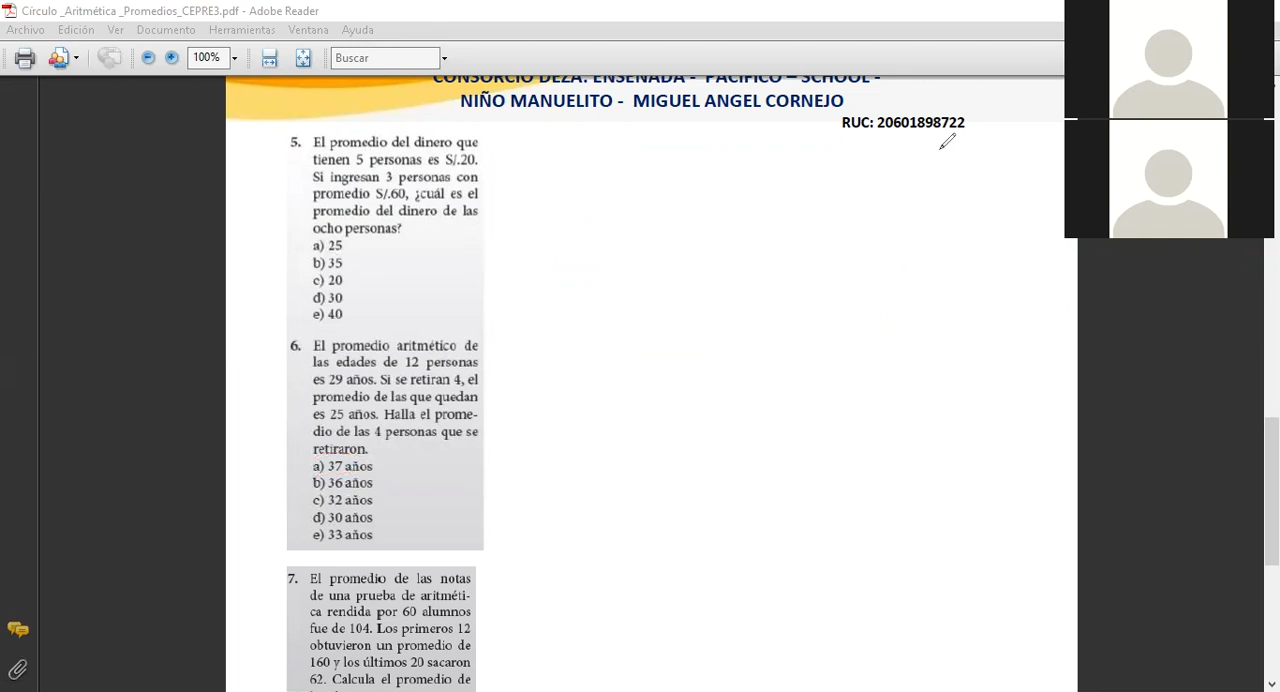 Círculo _Aritmética _Promedios_CEPRE3.pdf - Adobe Reader
Archivo Edición Ver Documento Herramientas Ventana Ayuda
100% Buscar
CONSORCIO DEZA: ENSENADA - PACIFICO – SCHOOL -
NIÑO MANUELITO - MIGUEL ANGEL CORNEJO
RUC: 20601898722
5. El promedio del dinero que
tienen 5 personas es S/.20.
Si ingresan 3 personas con
promedio S/.60, ¿cuál es el
promedio del dinero de las
ocho personas?
a) 25
b) 35
c) 20
d) 30
e) 40
6. El promedio aritmético de
las edades de 12 personas
es 29 años. Si se retiran 4, el
promedio de las que quedan
es 25 años. Halla el prome-
dio de las 4 personas que se
retiraron.
a) 37 años
b) 36 años
c) 32 años
d) 30 años
e) 33 años
7. El promedio de las notas
de una prueba de aritméti-
ca rendida por 60 alumnos
fue de 104. Los primeros 12
obtuvieron un promedio de
160 y los últimos 20 sacaron
62. Calcula el promedio de